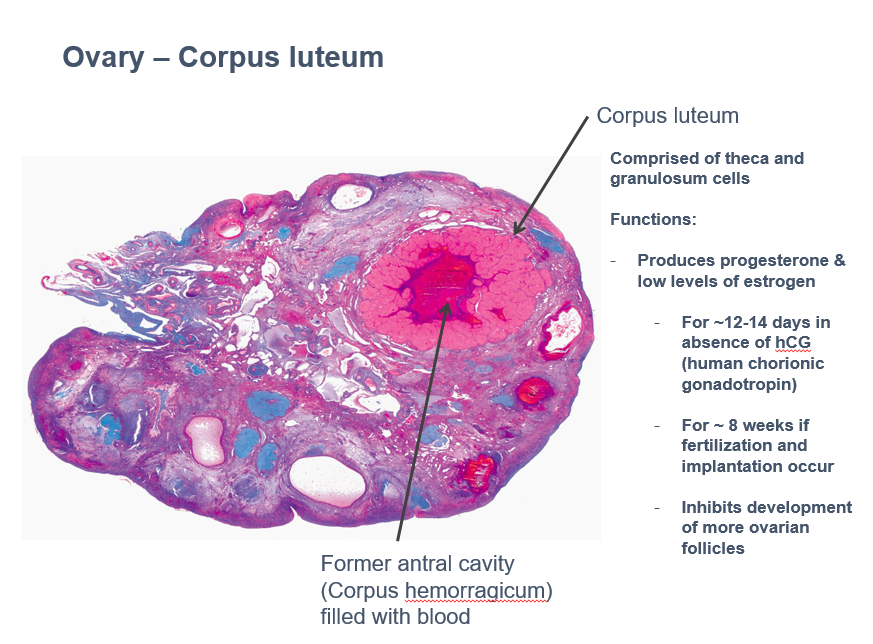 Ovary – Corpus luteum
Corpus luteum
Comprised of theca and
granulosum cells
Functions:
- Produces progesterone &
low levels of estrogen
- For ~12-14 days in
absence of hCG
(human chorionic
gonadotropin)
- For ~ 8 weeks if
fertilization and
implantation occur
- Inhibits development
of more ovarian
follicles
Former antral cavity
(Corpus hemorragicum)
filled with blood